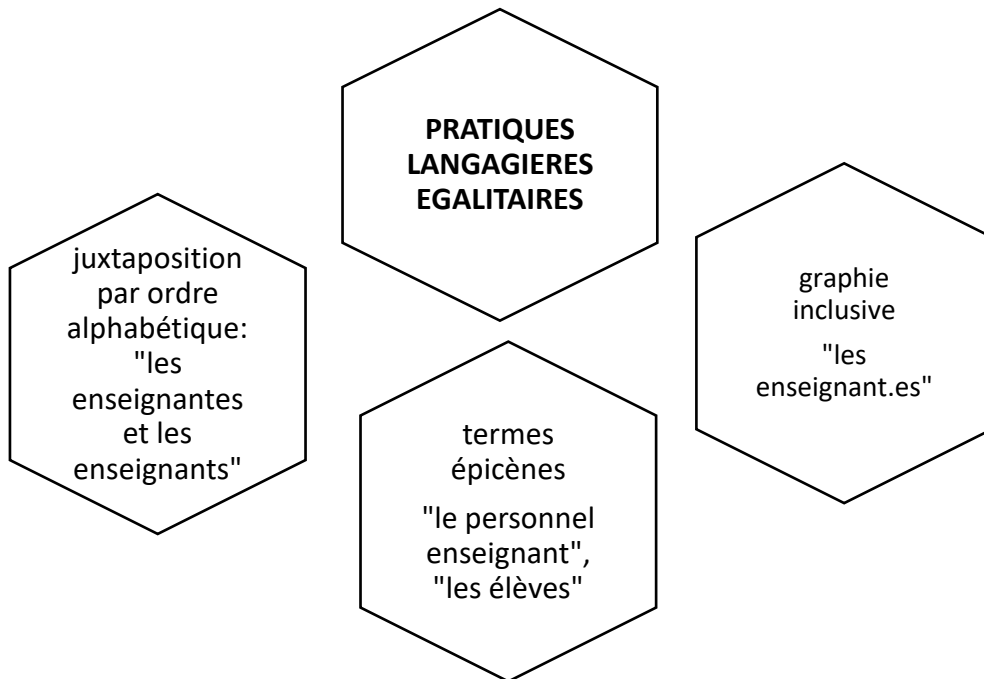 PRATIQUES
LANGAGIERES
EGALITAIRES
juxtaposition
par ordre
alphabétique:
"les
enseignantes
et les
enseignants"
termes
épicènes
"le personnel
enseignant",
"les élèves"
graphie
inclusive
"les
enseignant.es"